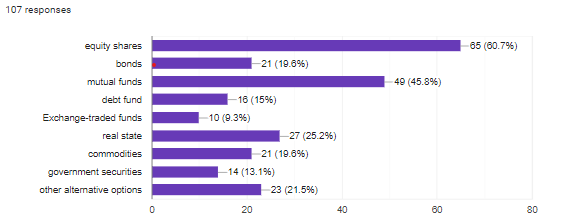 107 responses
equity shares 65 (60.7%)
bonds 21 (19.6%)
mutual funds 49 (45.8%)
debt fund 16 (15%)
Exchange-traded funds 10 (9.3%)
real state 27 (25.2%)
commodities 21 (19.6%)
government securities 14 (13.1%)
other alternative options 23 (21.5%)
0 20 40 60 80